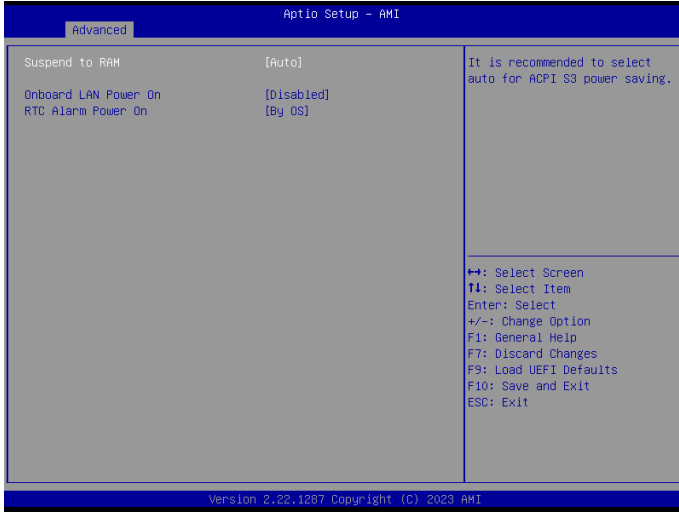 Aptio Setup - AMI
Advanced
Suspend to RAM [Auto]
Onboard LAN Power On [Disabled]
RTC Alarm Power On [By OS]
It is recommended to select
auto for ACPI S3 power saving.
↔: Select Screen
↑↓: Select Item
Enter: Select
+/-: Change Option
F1: General Help
F7: Discard Changes
F9: Load UEFI Defaults
F10: Save and Exit
ESC: Exit
Version 2.22.1287 Copyright (C) 2023 AMI